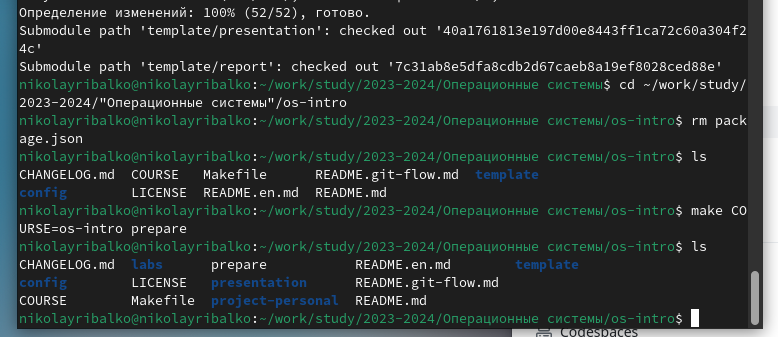 Определение изменений: 100% (52/52), готово.
Submodule path 'template/presentation': checked out '40a1761813e197d00e8443ff1ca72c60a304f2
4c'
Submodule path 'template/report': checked out '7c31ab8e5dfa8cdb2d67caeb8a19ef8028ced88e'
nikolayribalko@nikolayribalko:~/work/study/2023-2024/Операционные системы$ cd ~/work/study/
2023-2024/"Операционные системы"/os-intro
nikolayribalko@nikolayribalko:~/work/study/2023-2024/Операционные системы/os-intro$ rm pack
age.json
nikolayribalko@nikolayribalko:~/work/study/2023-2024/Операционные системы/os-intro$ ls
CHANGELOG.md  COURSE   Makefile      README.git-flow.md  template
config        LICENSE  README.en.md  README.md
nikolayribalko@nikolayribalko:~/work/study/2023-2024/Операционные системы/os-intro$ make CO
URSE=os-intro prepare
nikolayribalko@nikolayribalko:~/work/study/2023-2024/Операционные системы/os-intro$ ls
CHANGELOG.md  labs      prepare           README.en.md        template
config        LICENSE   presentation      README.git-flow.md
COURSE        Makefile  project-personal  README.md
nikolayribalko@nikolayribalko:~/work/study/2023-2024/Операционные системы/os-intro$
Codespaces